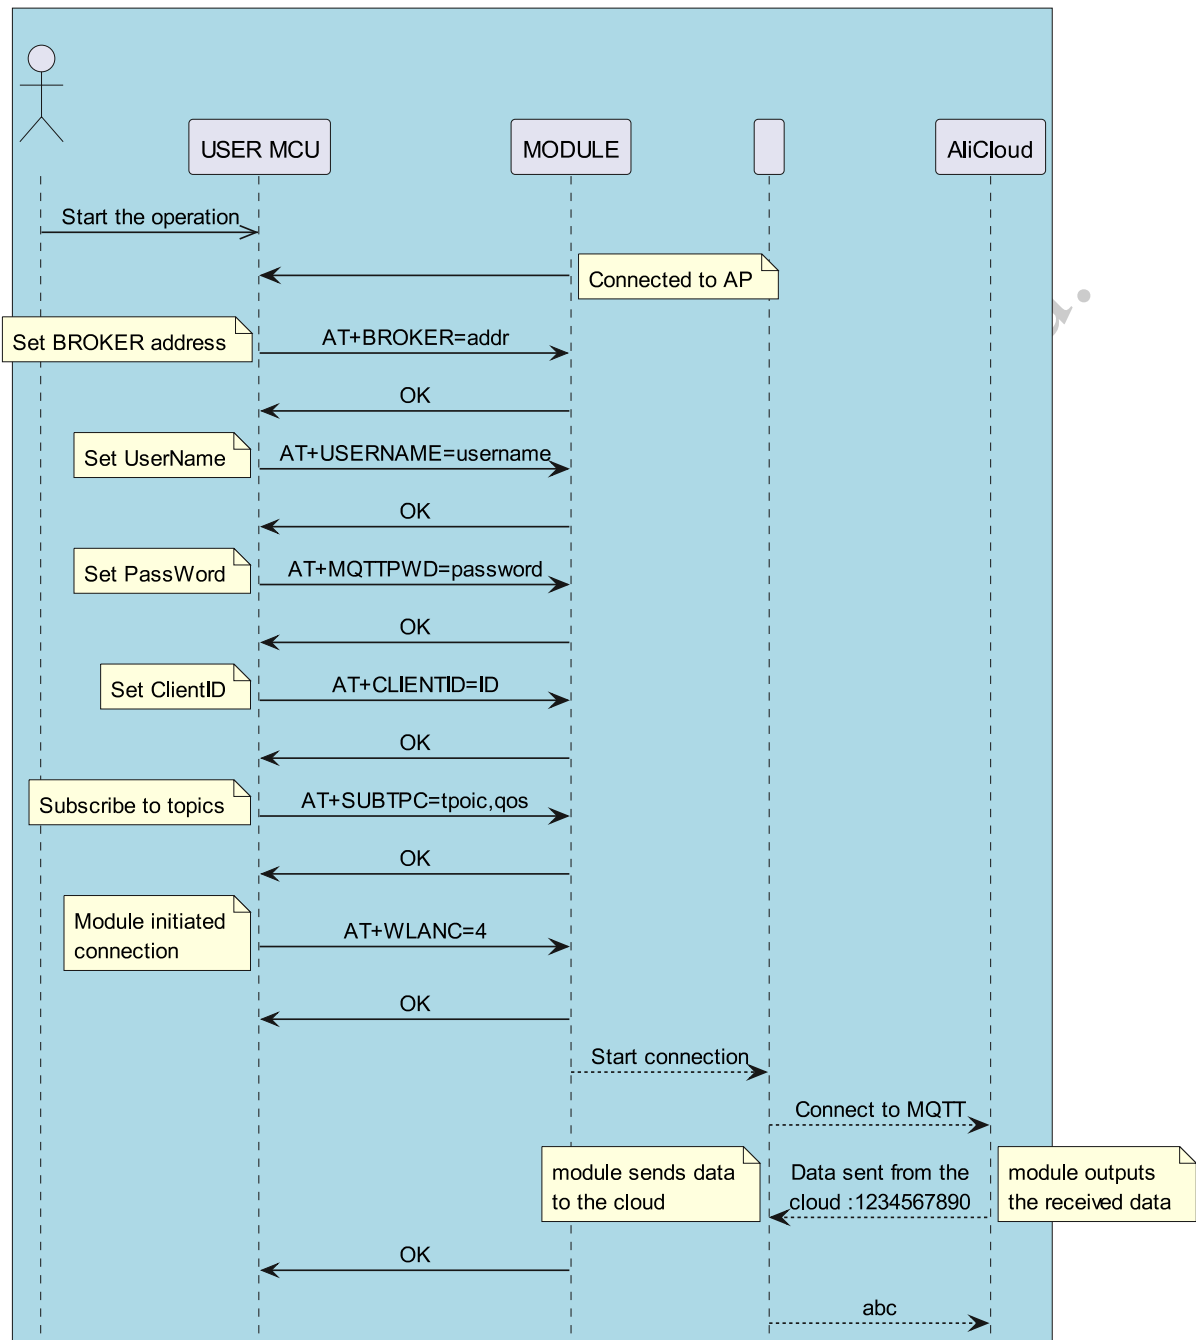 USER MCU
MODULE
AliCloud
Start the operation
Connected to AP
Set BROKER address
AT+BROKER=addr
OK
Set UserName
AT+USERNAME=username
OK
Set PassWord
AT+MQTTPWD=password
OK
Set ClientID
AT+CLIENTID=ID
OK
Subscribe to topics
AT+SUBTPC=tpoic,qos
OK
Module initiated
connection
AT+WLANC=4
OK
Start connection
Connect to MQTT
module sends data
to the cloud
Data sent from the
cloud :1234567890
module outputs
the received data
OK
abc